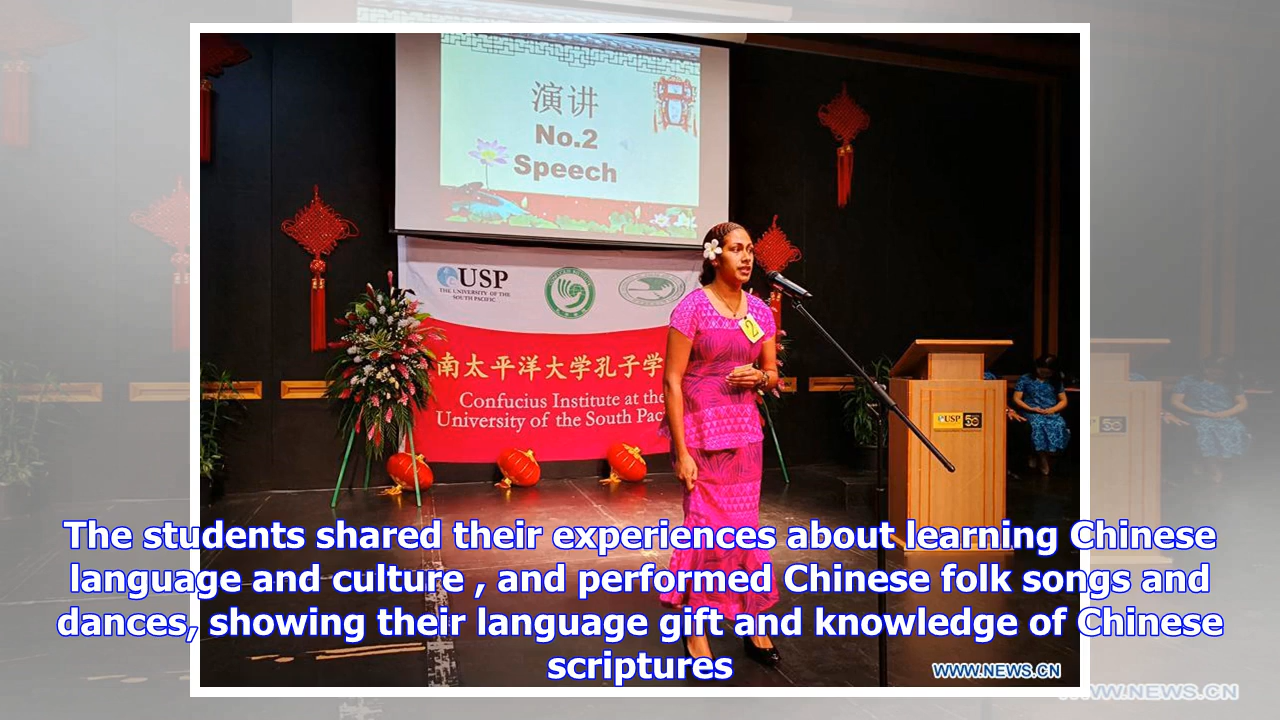 演讲
No.2
Speech
USP
THE UNIVERSITY OF THE
SOUTH PACIFIC
南太平洋大学孔子学
Confucius Institute at the
University of the South Pac
2
USP
50
The students shared their experiences about learning Chinese
language and culture , and performed Chinese folk songs and
dances, showing their language gift and knowledge of Chinese
scriptures
WWW.NEWS.CN
WWW.NEWS.CN